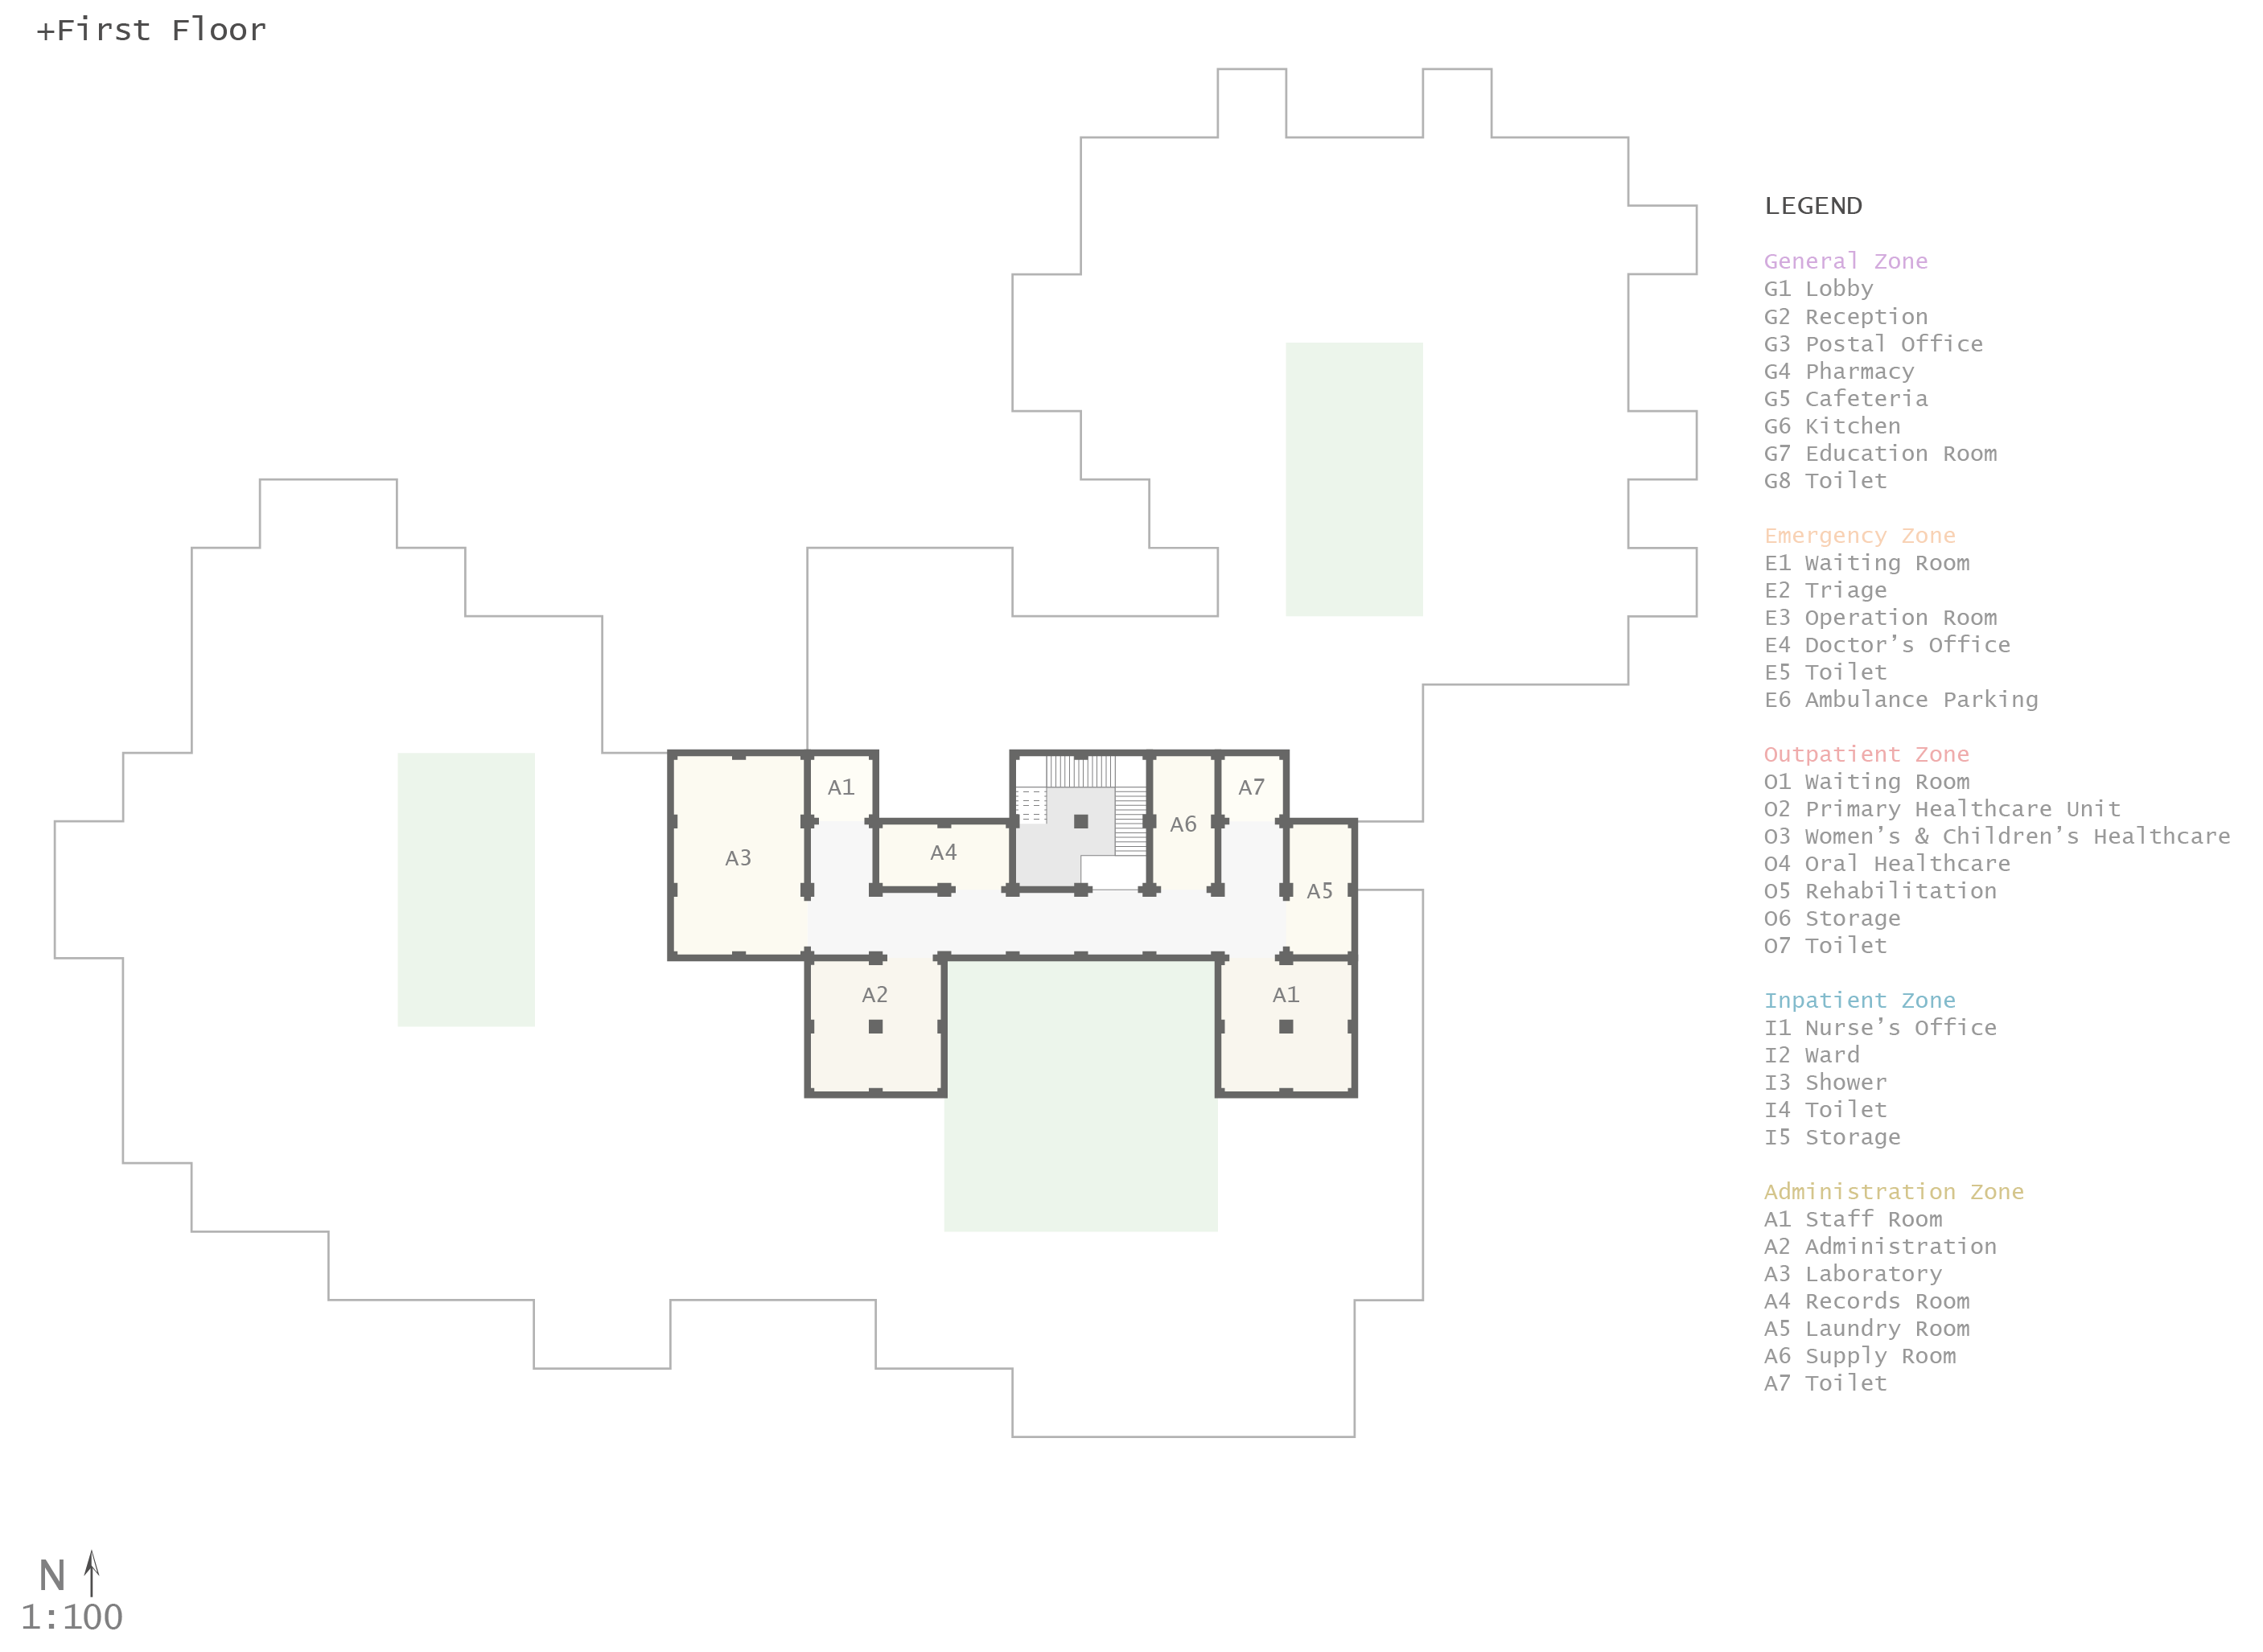 +First Floor
LEGEND
General Zone
G1 Lobby
G2 Reception
G3 Postal Office
G4 Pharmacy
G5 Cafeteria
G6 Kitchen
G7 Education Room
G8 Toilet
Emergency Zone
E1 Waiting Room
E2 Triage
E3 Operation Room
E4 Doctor’s Office
E5 Toilet
E6 Ambulance Parking
Outpatient Zone
O1 Waiting Room
O2 Primary Healthcare Unit
O3 Women’s & Children’s Healthcare
O4 Oral Healthcare
O5 Rehabilitation
O6 Storage
O7 Toilet
Inpatient Zone
I1 Nurse’s Office
I2 Ward
I3 Shower
I4 Toilet
I5 Storage
Administration Zone
A1 Staff Room
A2 Administration
A3 Laboratory
A4 Records Room
A5 Laundry Room
A6 Supply Room
A7 Toilet
A1
A7
A6
A4
A3
A5
A2
A1
N
1:100